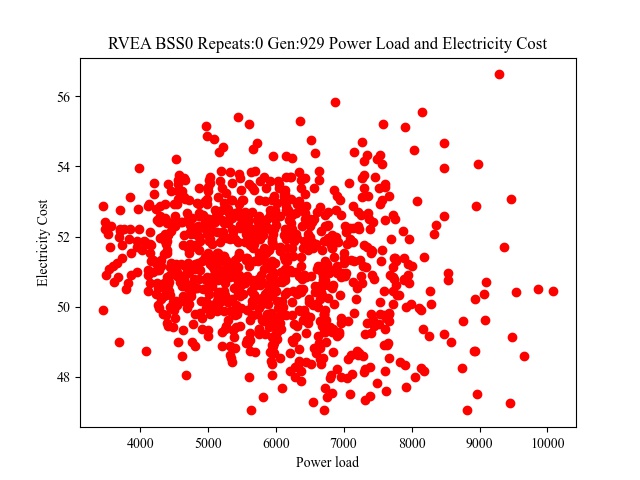 RVEA BSS0 Repeats:0 Gen:929 Power Load and Electricity Cost
56
54
52
50
48
Electricity Cost
4000 5000 6000 7000 8000 9000 10000
Power load